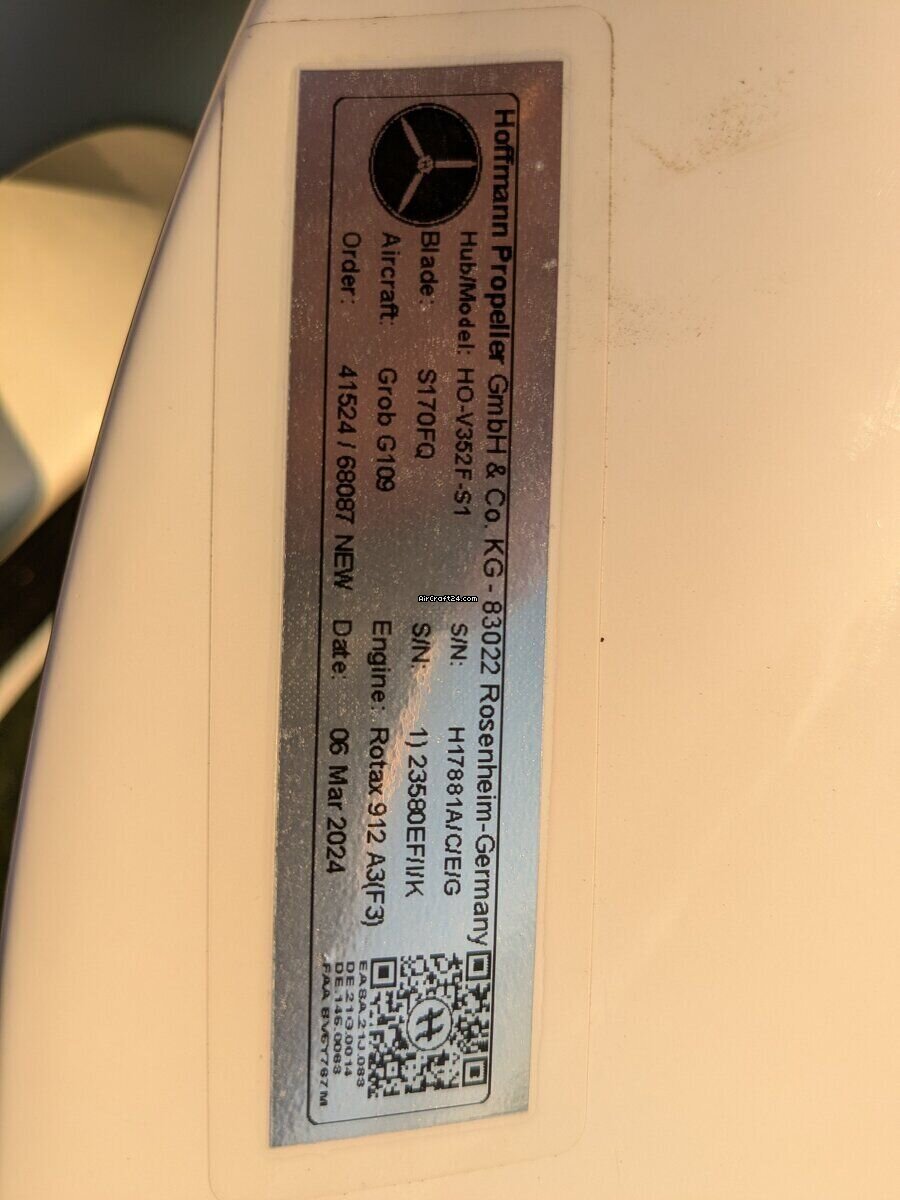 Hoffmann Propeller GmbH & Co. KG - 83022 Rosenheim-Germany
Hub/Model: HO-V352F-S1 S/N: H17881A/C/E/G
Blade: S170FQ S/N: 1) 23580EF/I/K
Aircraft: Grob G109 Engine: Rotax 912 A3(F3)
Order: 41524 / 68087 NEW Date: 06 Mar 2024
EASA.21J.083
DE.21G.0014
DE.145.0063
FAA BV6Y767M
AirCraft24.com